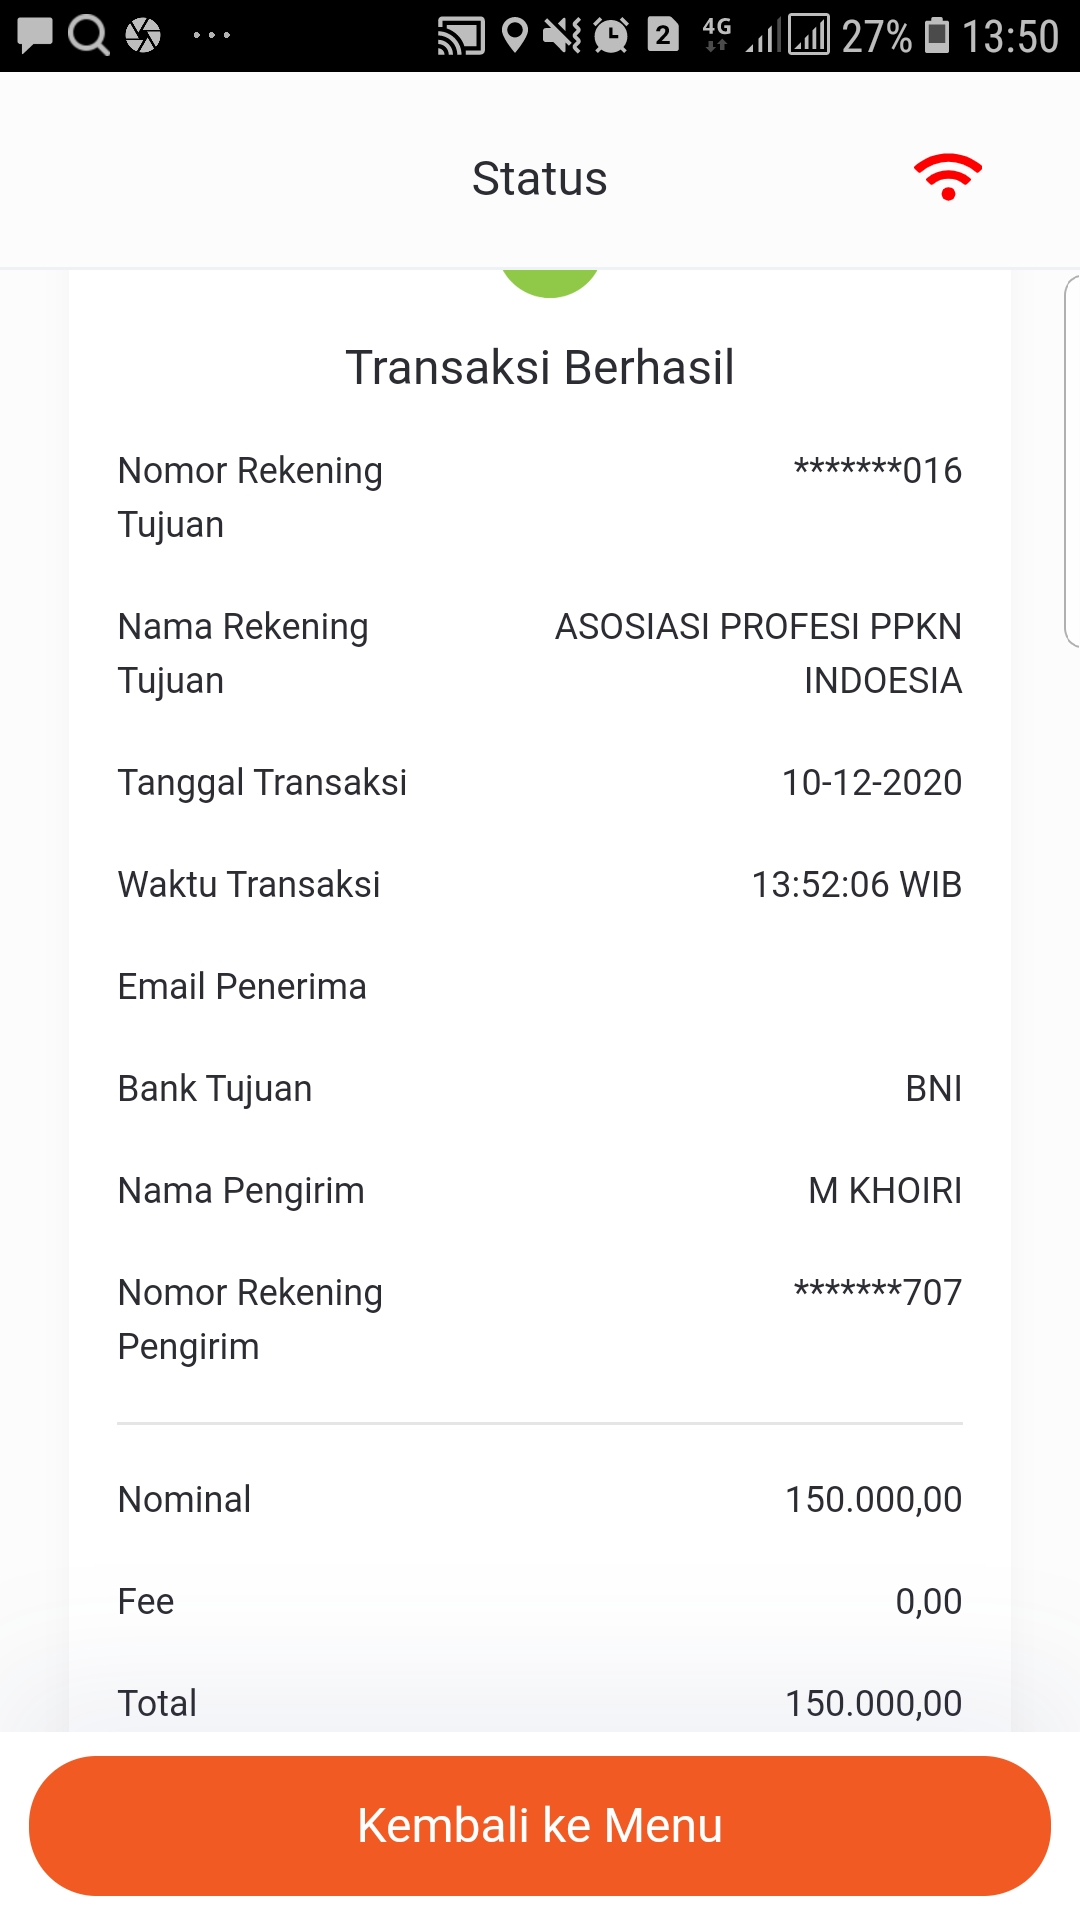 2 4G 27% 13:50
Status
Transaksi Berhasil
Nomor Rekening *******016
Tujuan
Nama Rekening ASOSIASI PROFESI PPKN
Tujuan INDOESIA
Tanggal Transaksi 10-12-2020
Waktu Transaksi 13:52:06 WIB
Email Penerima
Bank Tujuan BNI
Nama Pengirim M KHOIRI
Nomor Rekening *******707
Pengirim
Nominal 150.000,00
Fee 0,00
Total 150.000,00
Kembali ke Menu